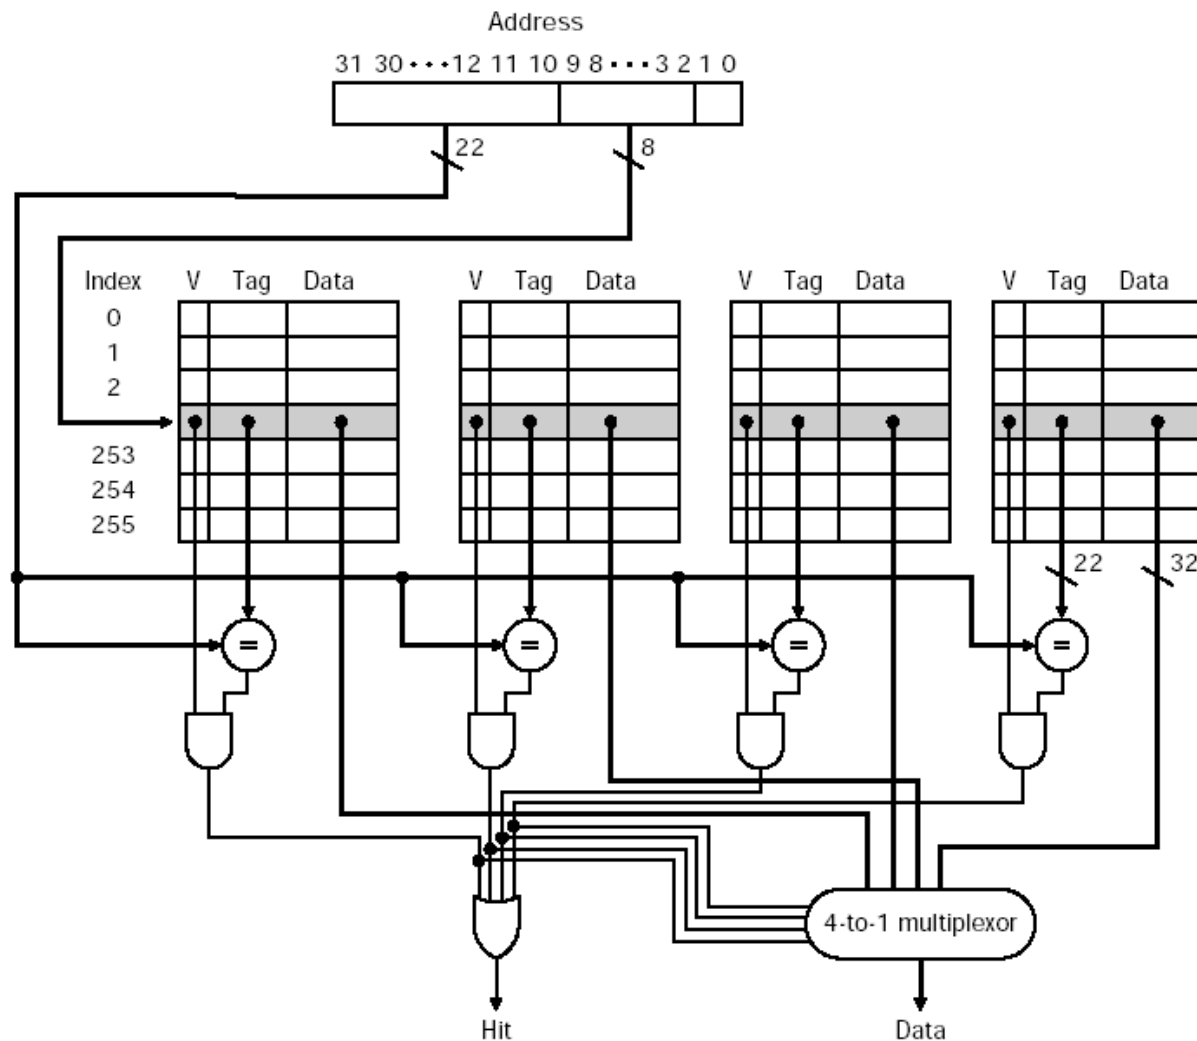 Address
31 30 ··· 12 11 10 9 8 ··· 3 2 1 0
22 8
Index V Tag Data V Tag Data V Tag Data V Tag Data
0
1
2
253
254
255
22 32
= = = =
4-to-1 multiplexor
Hit Data